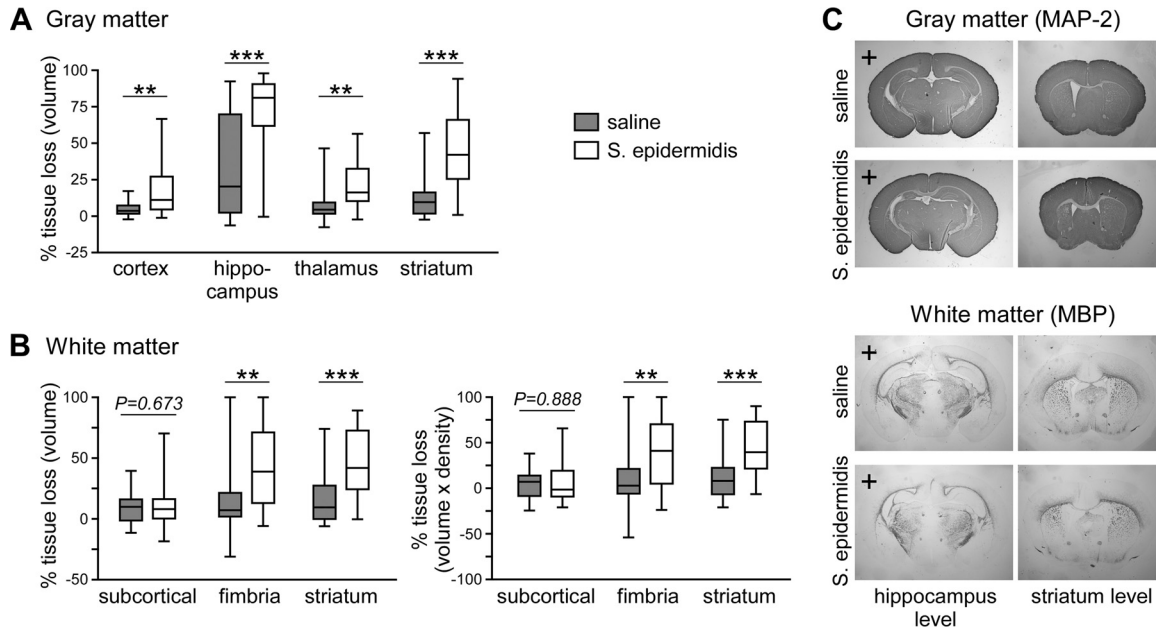 A Gray matter
% tissue loss (volume)
100
75
50
25
0
-25
** *** ** ***
cortex hippo- thalamus striatum
campus
saline
S. epidermidis
B White matter
% tissue loss (volume)
100
50
0
-50
P=0.673 ** ***
subcortical fimbria striatum
% tissue loss
(volume x density)
100
50
0
-50
-100
P=0.888 ** ***
subcortical fimbria striatum
C Gray matter (MAP-2)
saline
+
S. epidermidis
+
White matter (MBP)
saline
+
S. epidermidis
+
hippocampus striatum level
level